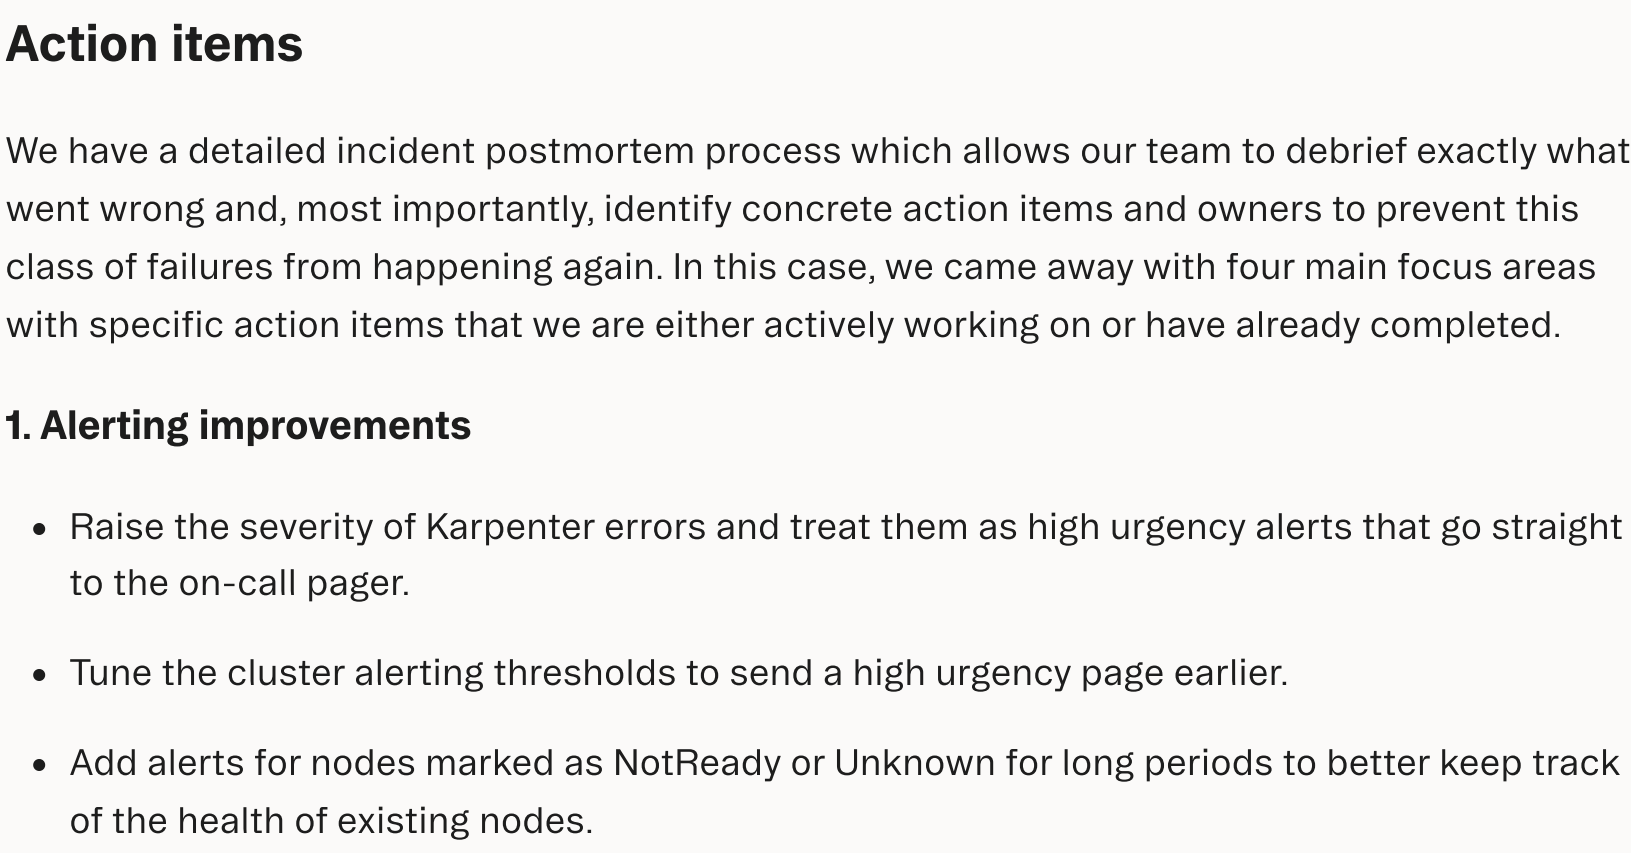 Action items
We have a detailed incident postmortem process which allows our team to debrief exactly what
went wrong and, most importantly, identify concrete action items and owners to prevent this
class of failures from happening again. In this case, we came away with four main focus areas
with specific action items that we are either actively working on or have already completed.
1. Alerting improvements
• Raise the severity of Karpenter errors and treat them as high urgency alerts that go straight
to the on-call pager.
• Tune the cluster alerting thresholds to send a high urgency page earlier.
• Add alerts for nodes marked as NotReady or Unknown for long periods to better keep track
of the health of existing nodes.